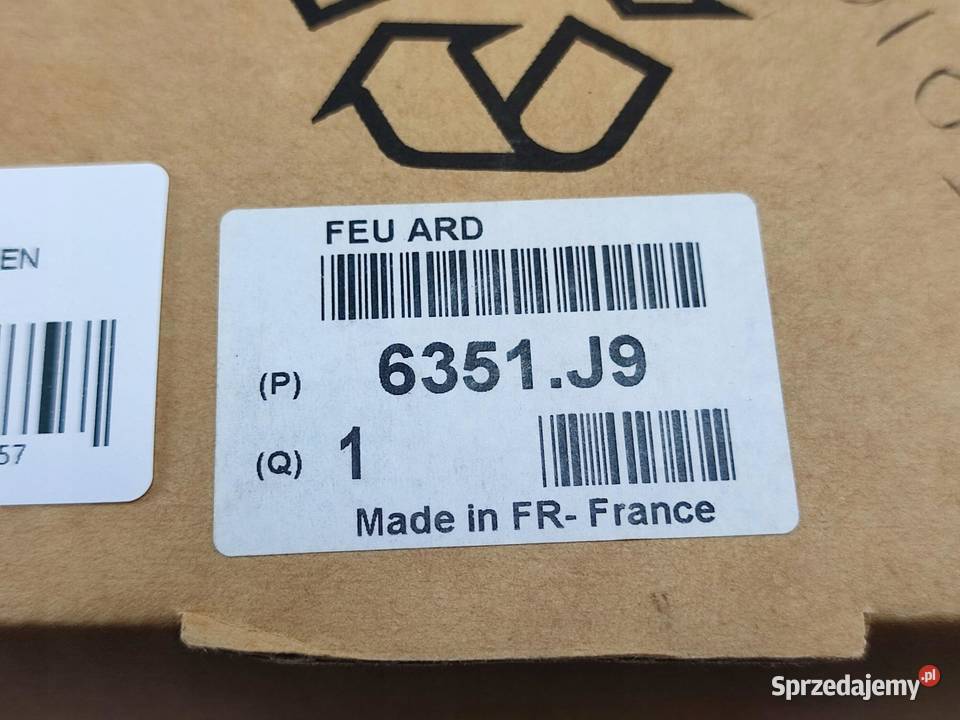 FEU ARD
(P) 6351.J9
(Q) 1
Made in FR- France
EN
57
Sprzedajemy.pl